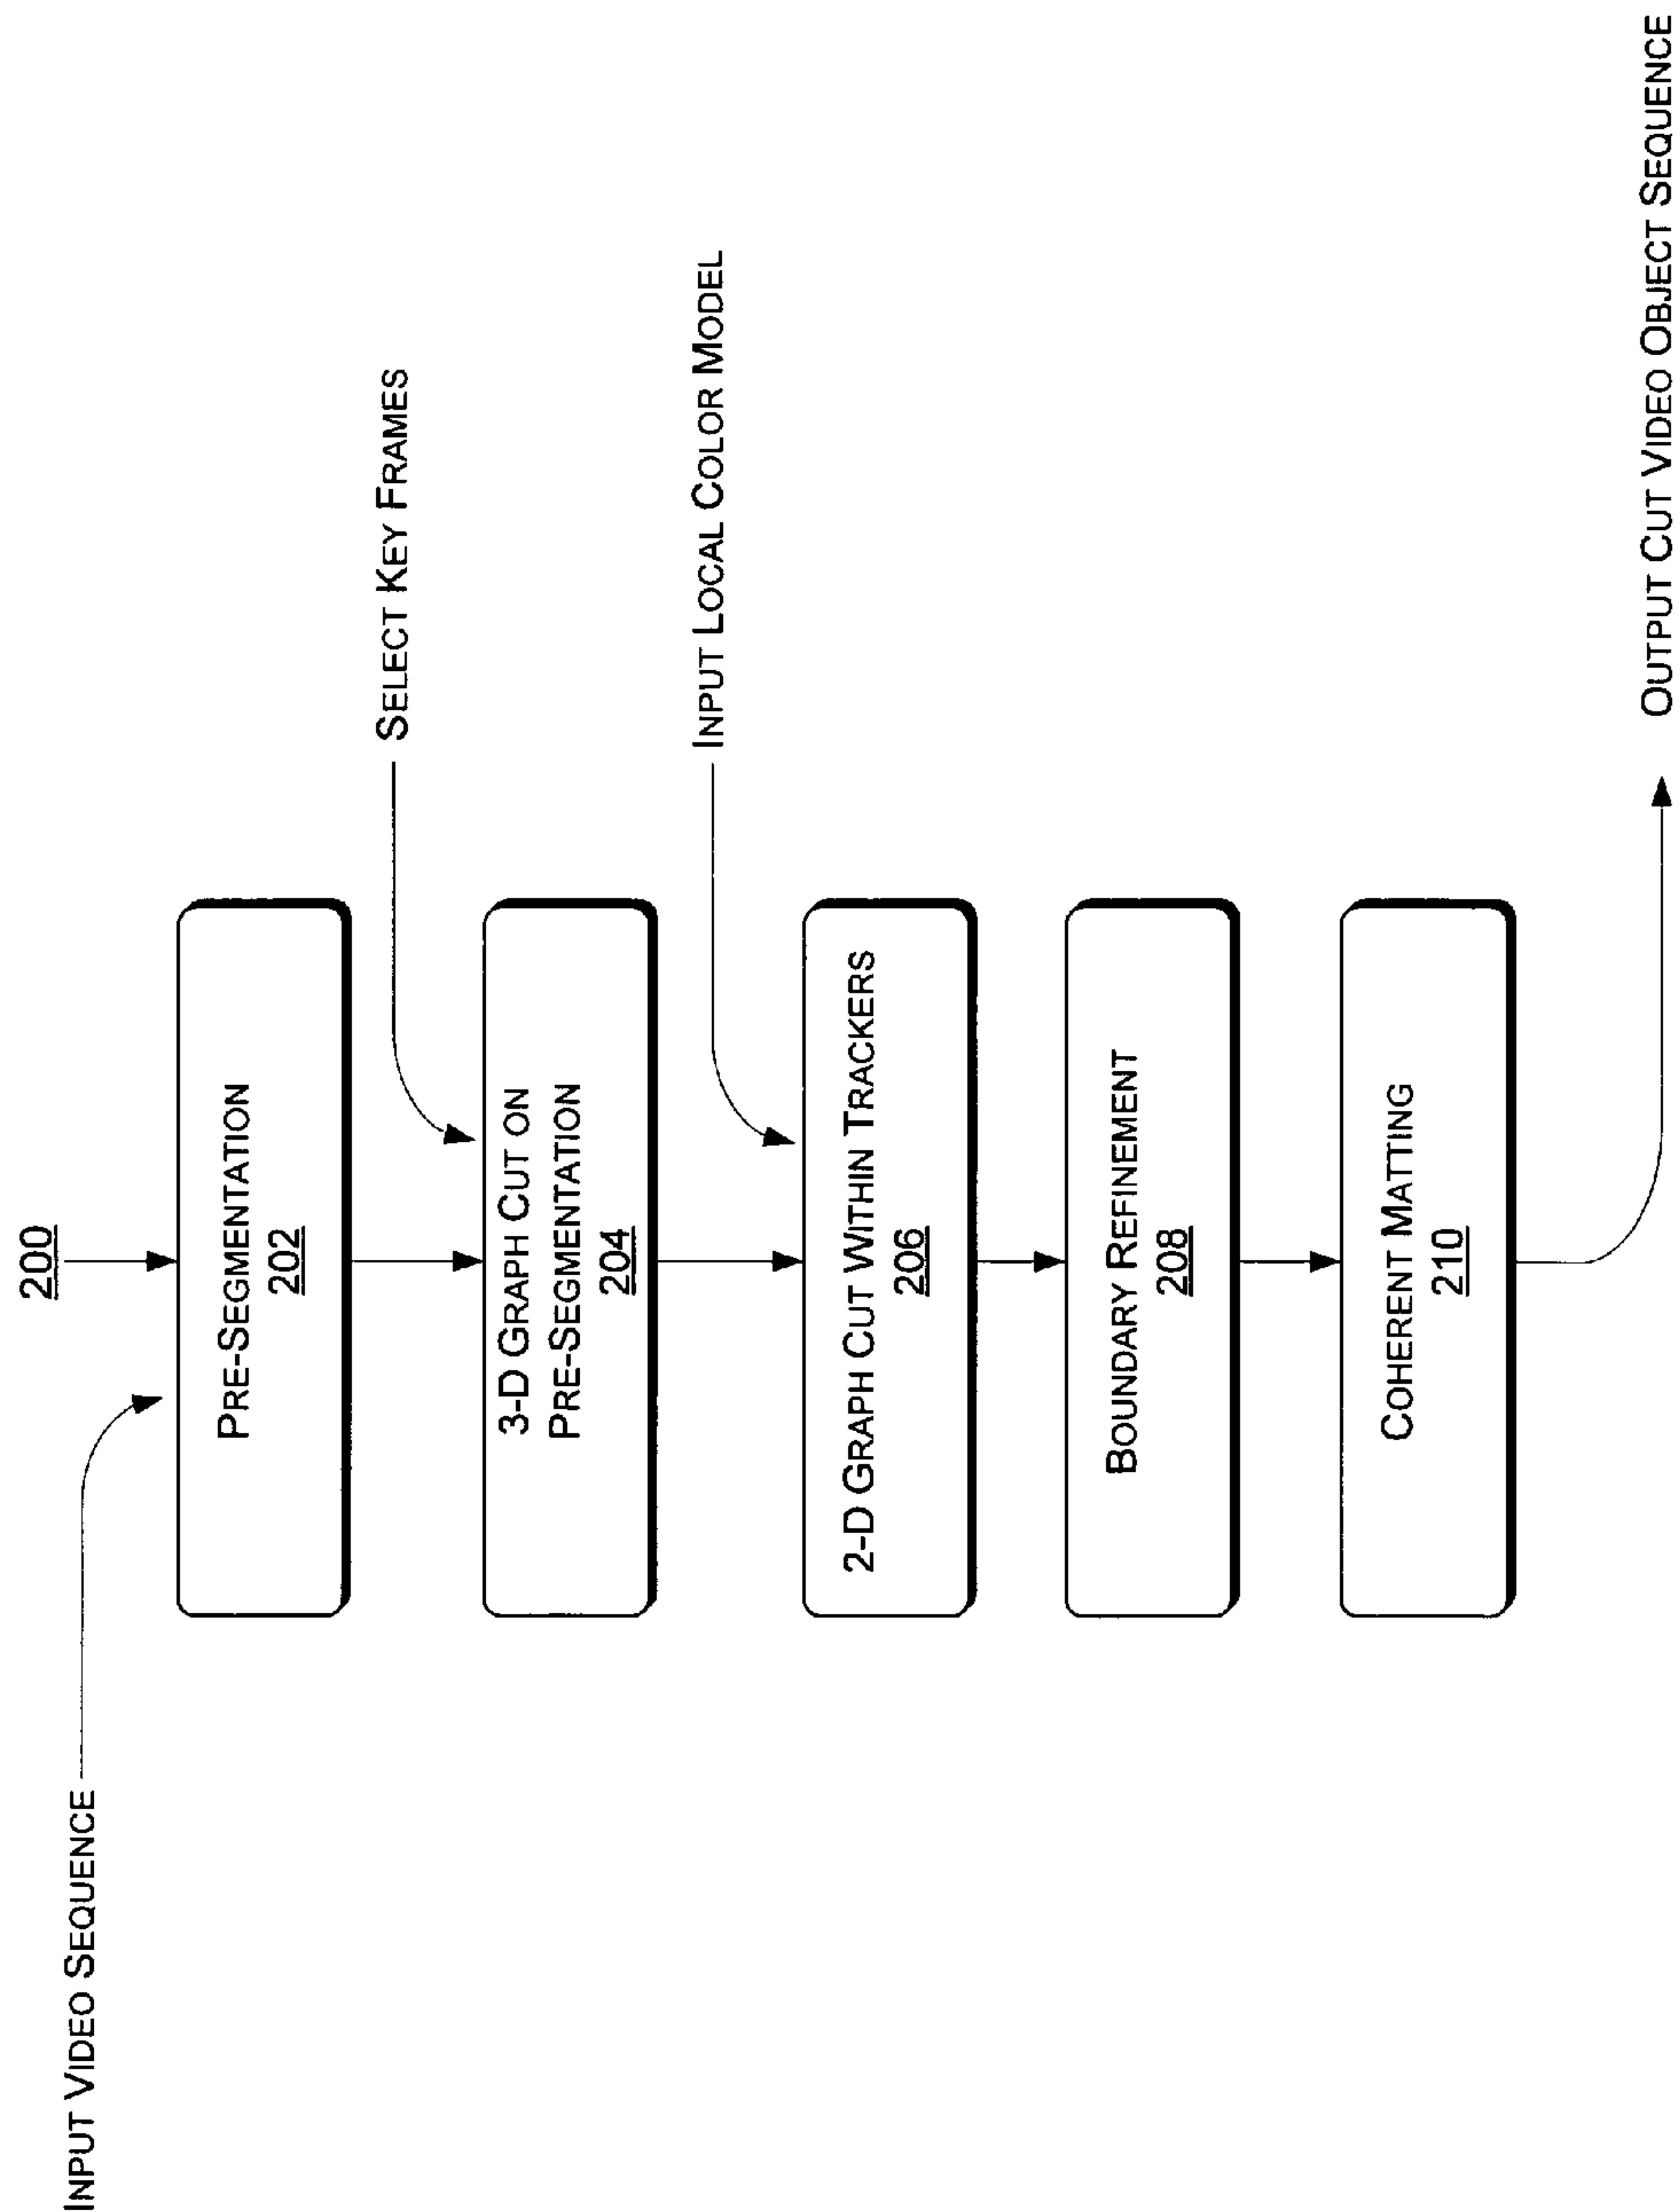 200
INPUT VIDEO SEQUENCE
PRE-SEGMENTATION
202
SELECT KEY FRAMES
3-D GRAPH CUT ON
PRE-SEGMENTATION
204
INPUT LOCAL COLOR MODEL
2-D GRAPH CUT WITHIN TRACKERS
206
BOUNDARY REFINEMENT
208
COHERENT MATTING
210
OUTPUT CUT VIDEO OBJECT SEQUENCE